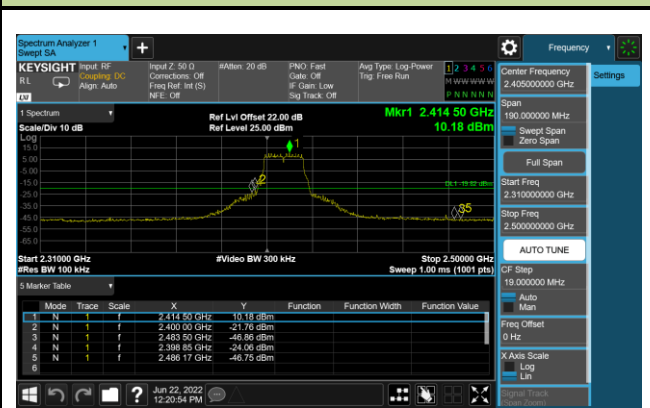 Spectrum Analyzer 1
Swept SA
+
Frequency
KEYSIGHT Input: RF Input Z: 50 Ω #Atten: 20 dB PNO: Fast Avg Type: Log-Power 1 2 3 4 5 6
RL Coupling: DC Corrections: Off Gate: Off Trig: Free Run M W W W W W
Align: Auto Freq Ref: Int (S) IF Gain: Low P N N N N N
NFE: Off Sig Track: Off
LXI
Settings
Center Frequency
2.405000000 GHz
Span
190.000000 MHz
Swept Span
Zero Span
Full Span
Start Freq
2.310000000 GHz
Stop Freq
2.500000000 GHz
AUTO TUNE
CF Step
19.000000 MHz
Auto
Man
Freq Offset
0 Hz
X Axis Scale
Log
Lin
Signal Track
(Span Zoom)
1 Spectrum
Scale/Div 10 dB
Ref Lvl Offset 22.00 dB
Ref Level 25.00 dBm
Mkr1 2.414 50 GHz
10.18 dBm
Log
15.0
5.00
-5.00
-15.0
-25.0
-35.0
-45.0
-55.0
-65.0
1
2
DL1 -19.82 dBm
Start 2.31000 GHz #Video BW 300 kHz Stop 2.50000 GHz
#Res BW 100 kHz Sweep 1.00 ms (1001 pts)
5 Marker Table
Mode Trace Scale X Y Function Function Width Function Value
1 N 1 f 2.414 50 GHz 10.18 dBm
2 N 1 f 2.400 00 GHz -21.76 dBm
3 N 1 f 2.483 50 GHz -46.86 dBm
4 N 1 f 2.398 85 GHz -24.06 dBm
5 N 1 f 2.486 17 GHz -46.75 dBm
6
? Jun 22, 2022
12:20:54 PM